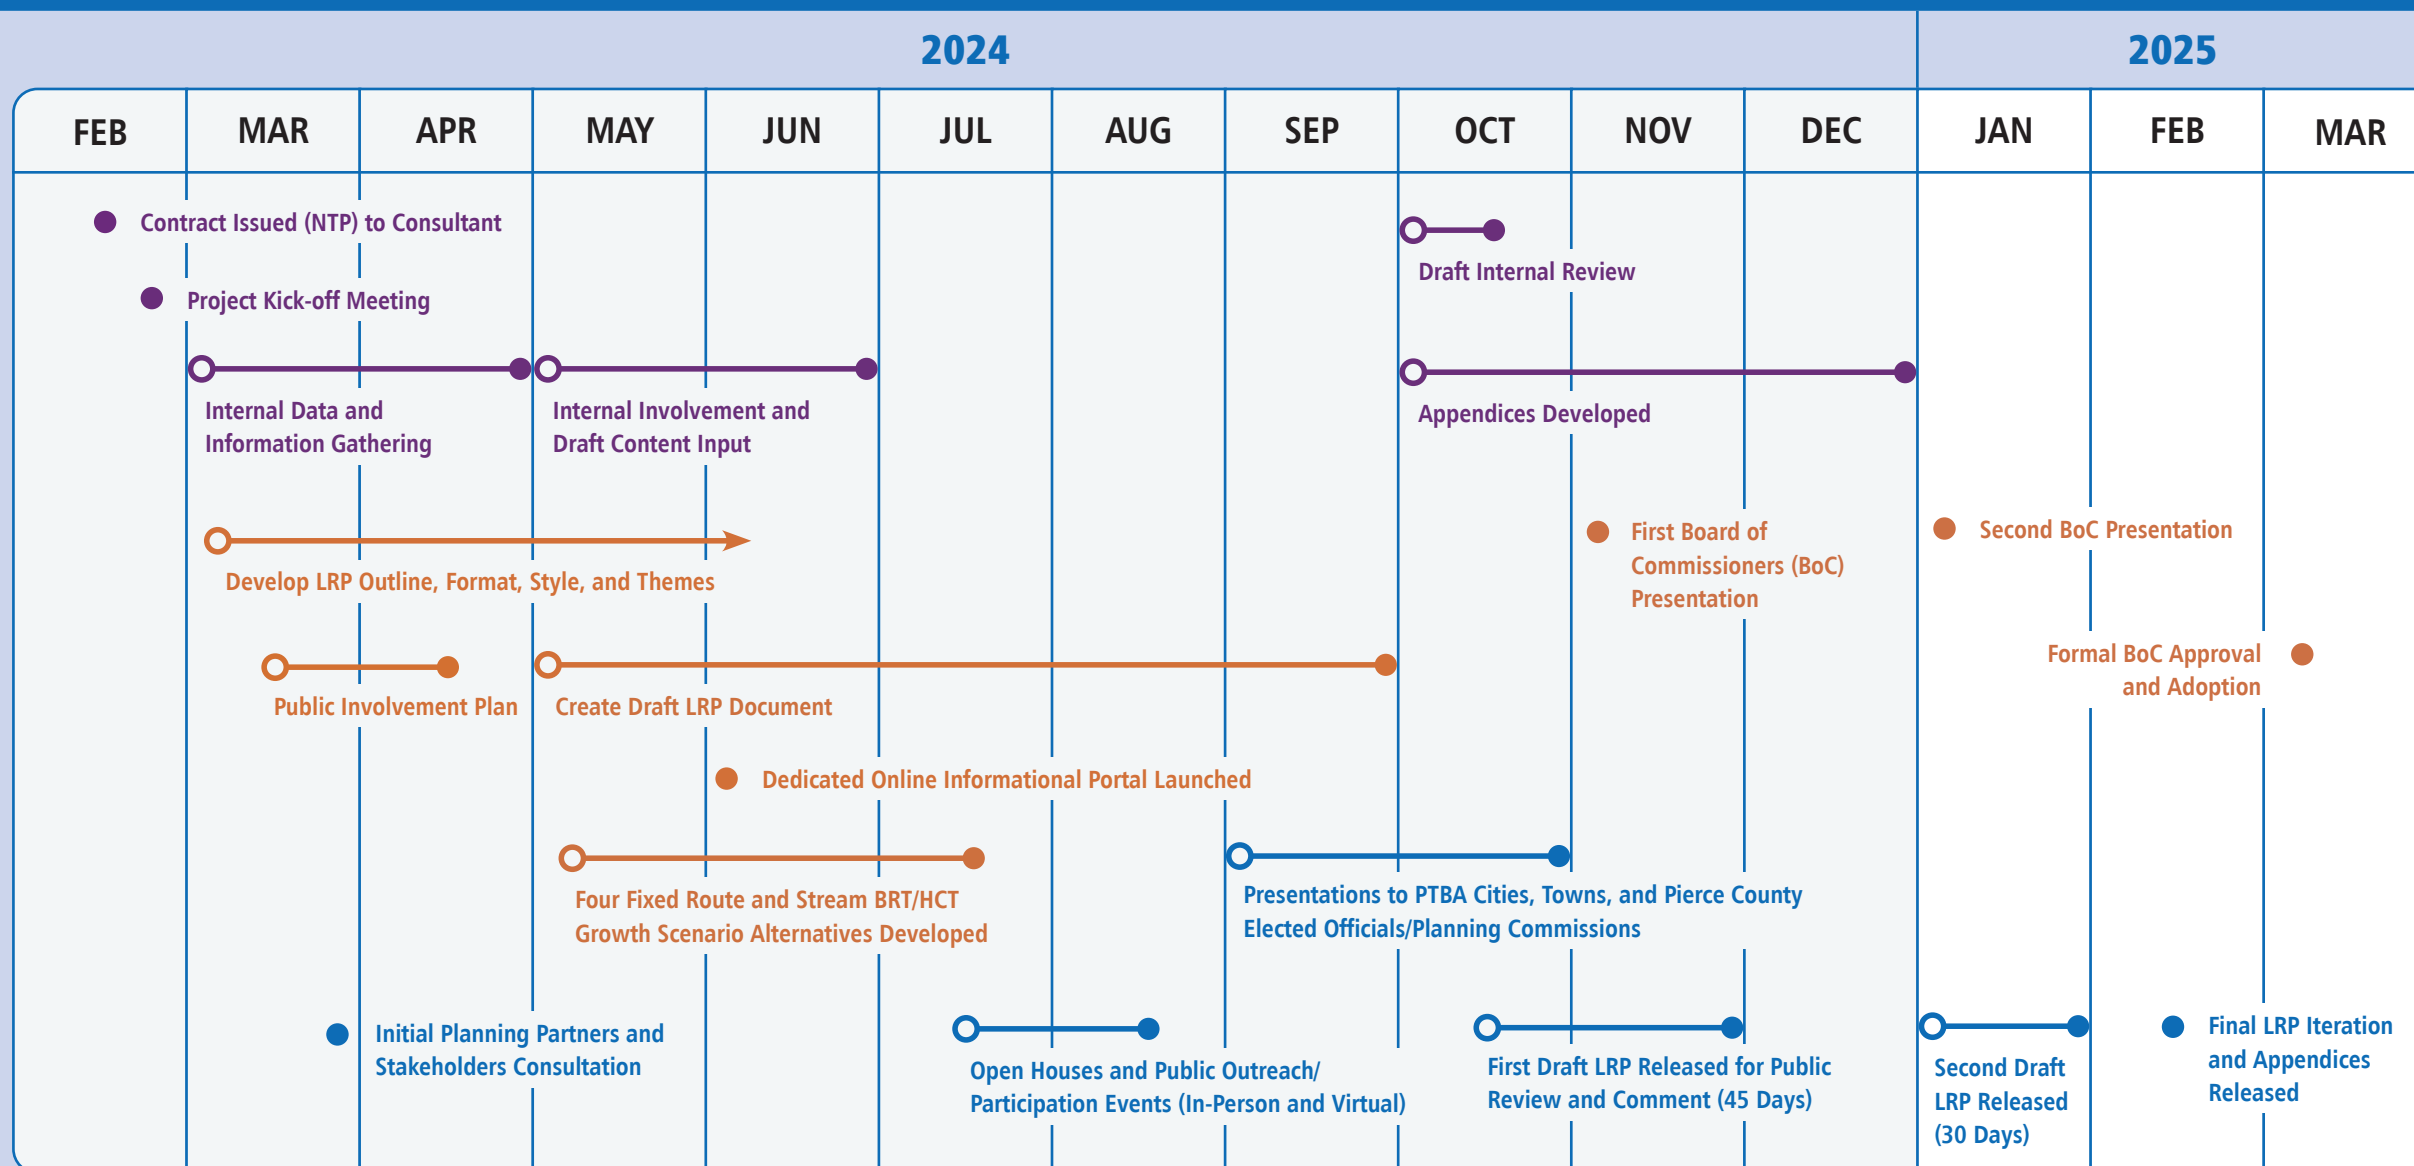 2024
2025
FEB
MAR
APR
MAY
JUN
JUL
AUG
SEP
OCT
NOV
DEC
JAN
FEB
MAR
Contract Issued (NTP) to Consultant
Project Kick-off Meeting
Draft Internal Review
Internal Data and
Information Gathering
Internal Involvement and
Draft Content Input
Appendices Developed
Develop LRP Outline, Format, Style, and Themes
First Board of
Commissioners (BoC)
Presentation
Second BoC Presentation
Public Involvement Plan
Create Draft LRP Document
Formal BoC Approval
and Adoption
Dedicated Online Informational Portal Launched
Four Fixed Route and Stream BRT/HCT
Growth Scenario Alternatives Developed
Presentations to PTBA Cities, Towns, and Pierce County
Elected Officials/Planning Commissions
Initial Planning Partners and
Stakeholders Consultation
Open Houses and Public Outreach/
Participation Events (In-Person and Virtual)
First Draft LRP Released for Public
Review and Comment (45 Days)
Second Draft
LRP Released
(30 Days)
Final LRP Iteration
and Appendices
Released